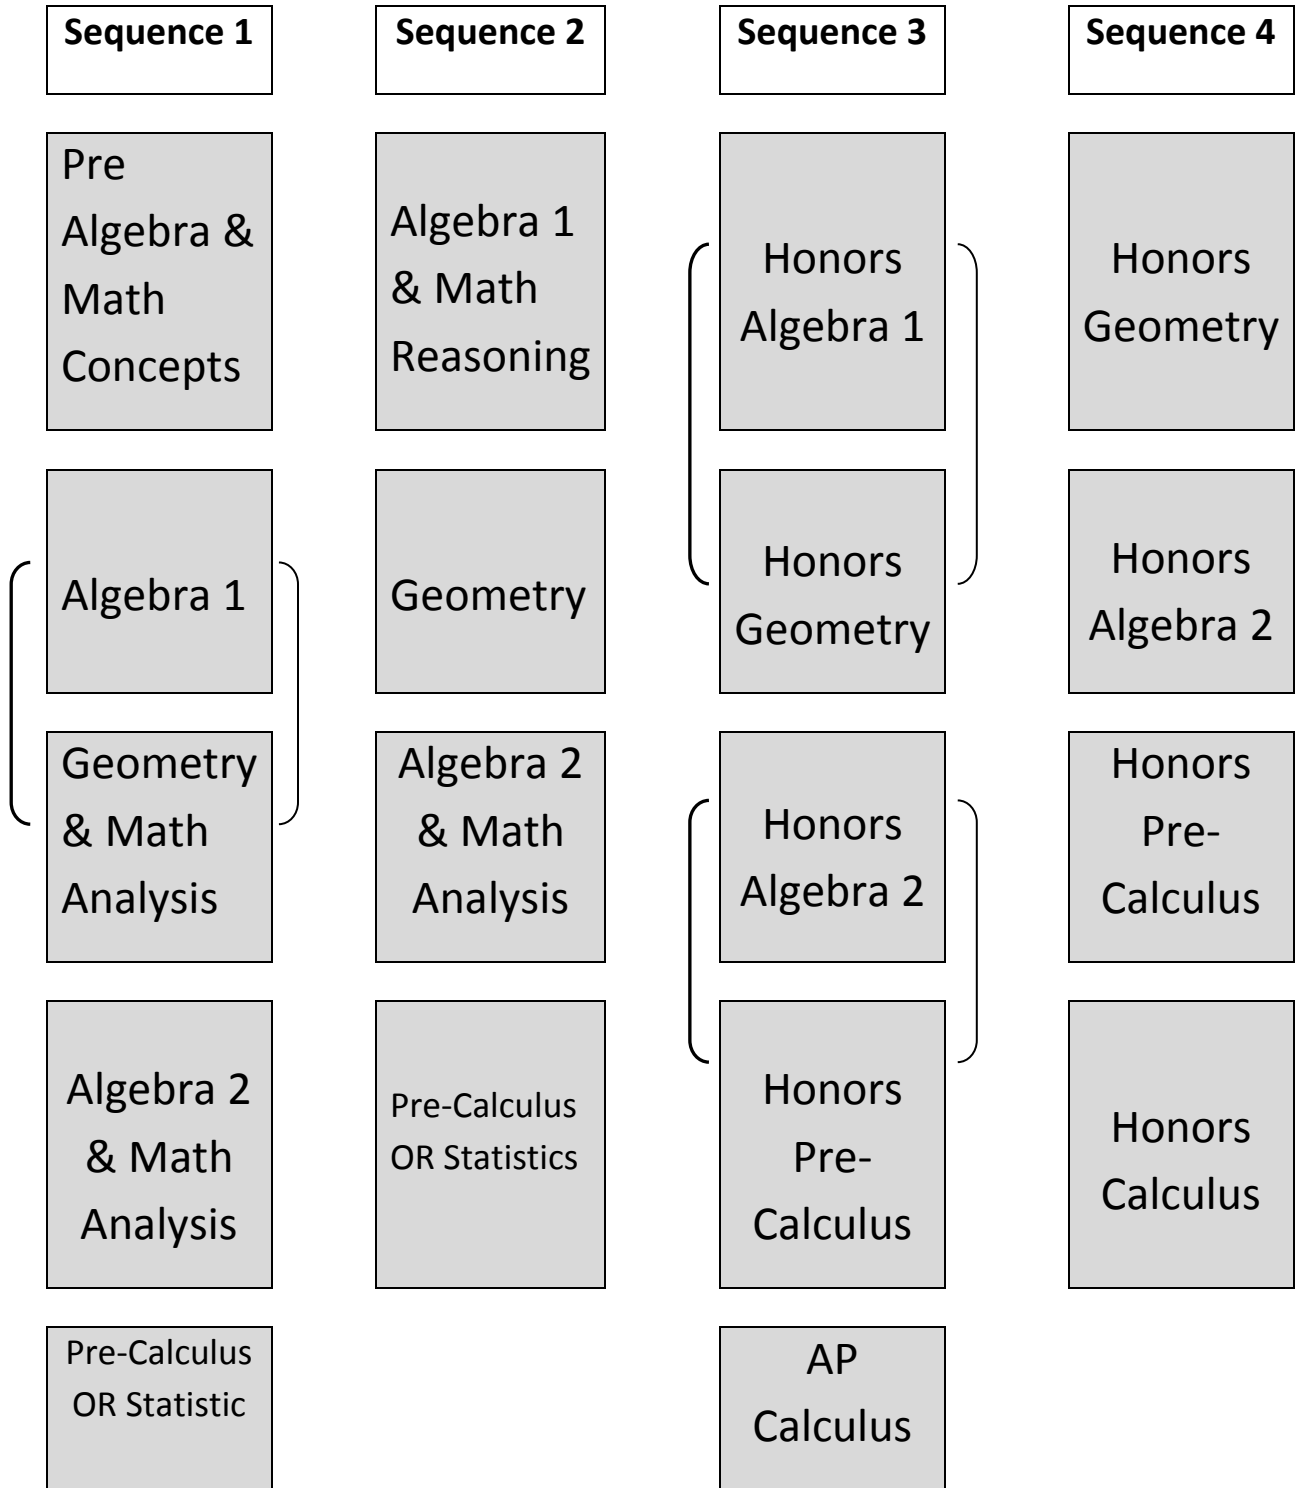 Sequence 1
Sequence 2
Sequence 3
Sequence 4
Pre
Algebra &
Math
Concepts
Algebra 1
& Math
Reasoning
Honors
Algebra 1
Honors
Geometry
Algebra 1
Geometry
Honors
Geometry
Honors
Algebra 2
Geometry
& Math
Analysis
Algebra 2
& Math
Analysis
Honors
Algebra 2
Honors
Pre-
Calculus
Algebra 2
& Math
Analysis
Pre-Calculus
OR Statistics
Honors
Pre-
Calculus
Honors
Calculus
Pre-Calculus
OR Statistic
AP
Calculus